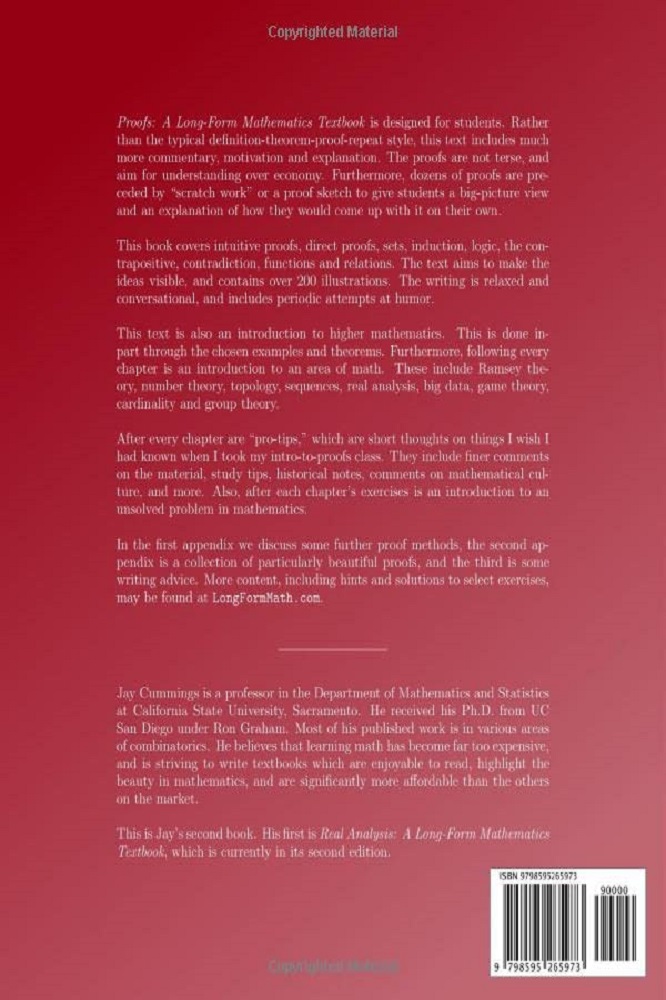 Copyrighted Material
Proofs: A Long-Form Mathematics Textbook is designed for students. Rather
than the typical definition-theorem-proof-repeat style, this text includes much
more commentary, motivation and explanation. The proofs are not terse, and
aim for understanding over economy. Furthermore, dozens of proofs are pre-
ceded by “scratch work” or a proof sketch to give students a big-picture view
and an explanation of how they would come up with it on their own.
This book covers intuitive proofs, direct proofs, sets, induction, logic, the con-
trapositive, contradiction, functions and relations. The text aims to make the
ideas visible, and contains over 200 illustrations. The writing is relaxed and
conversational, and includes periodic attempts at humor.
This text is also an introduction to higher mathematics. This is done in-
part through the chosen examples and theorems. Furthermore, following every
chapter is an introduction to an area of math. These include Ramsey the-
ory, number theory, topology, sequences, real analysis, big data, game theory,
cardinality and group theory.
After every chapter are “pro-tips,” which are short thoughts on things I wish I
had known when I took my intro-to-proofs class. They include finer comments
on the material, study tips, historical notes, comments on mathematical cul-
ture, and more. Also, after each chapter's exercises is an introduction to an
unsolved problem in mathematics.
In the first appendix we discuss some further proof methods, the second ap-
pendix is a collection of particularly beautiful proofs, and the third is some
writing advice. More content, including hints and solutions to select exercises,
may be found at LongFormMath.com.
Jay Cummings is a professor in the Department of Mathematics and Statistics
at California State University, Sacramento. He received his Ph.D. from UC
San Diego under Ron Graham. Most of his published work is in various areas
of combinatorics. He believes that learning math has become far too expensive,
and is striving to write textbooks which are enjoyable to read, highlight the
beauty in mathematics, and are significantly more affordable than the others
on the market.
This is Jay's second book. His first is Real Analysis: A Long-Form Mathematics
Textbook, which is currently in its second edition.
ISBN 9798595265973
90000
9 798595 265973
Copyrighted Material